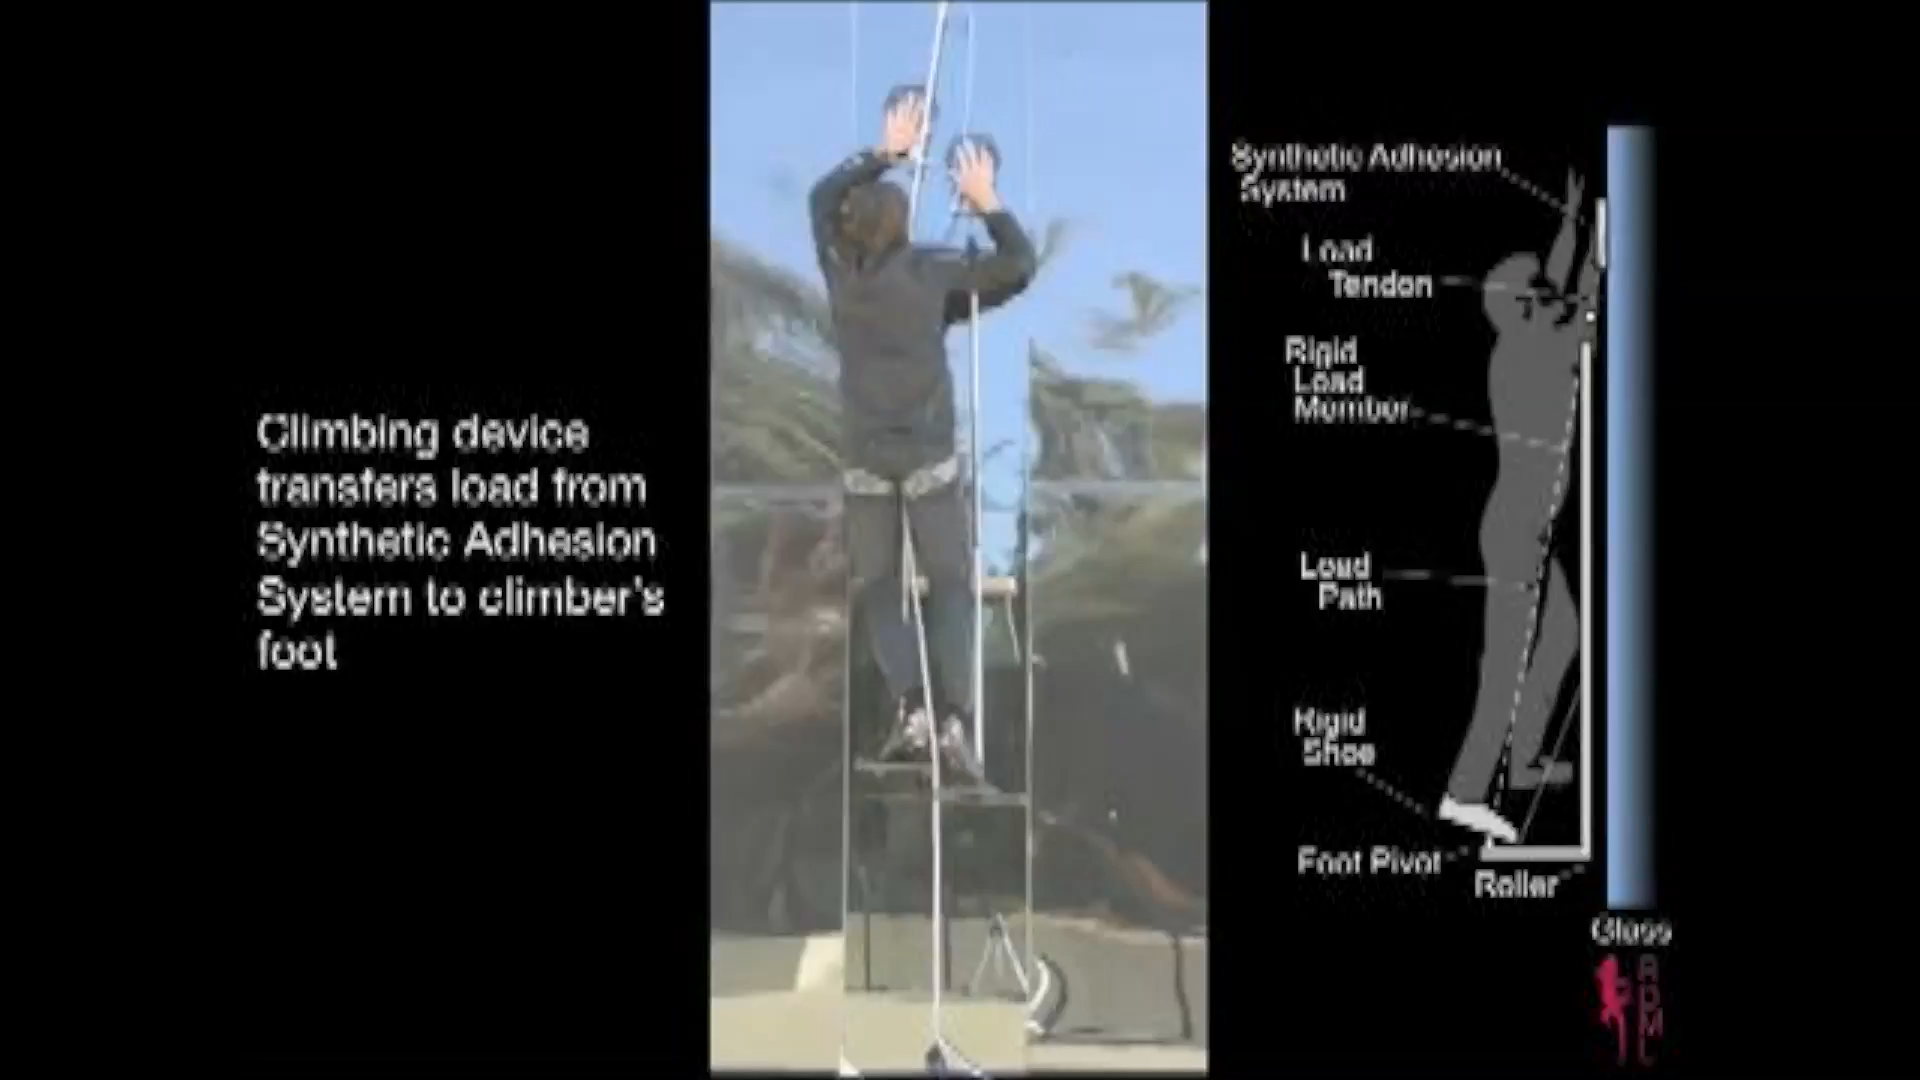 Climbing device
transfers load from
Synthetic Adhesion
System to climber's
foot
Synthetic Adhesion
System
Load
Tendon
Rigid
Load
Member
Load
Path
Rigid
Shoe
Foot Pivot
Roller
Glass